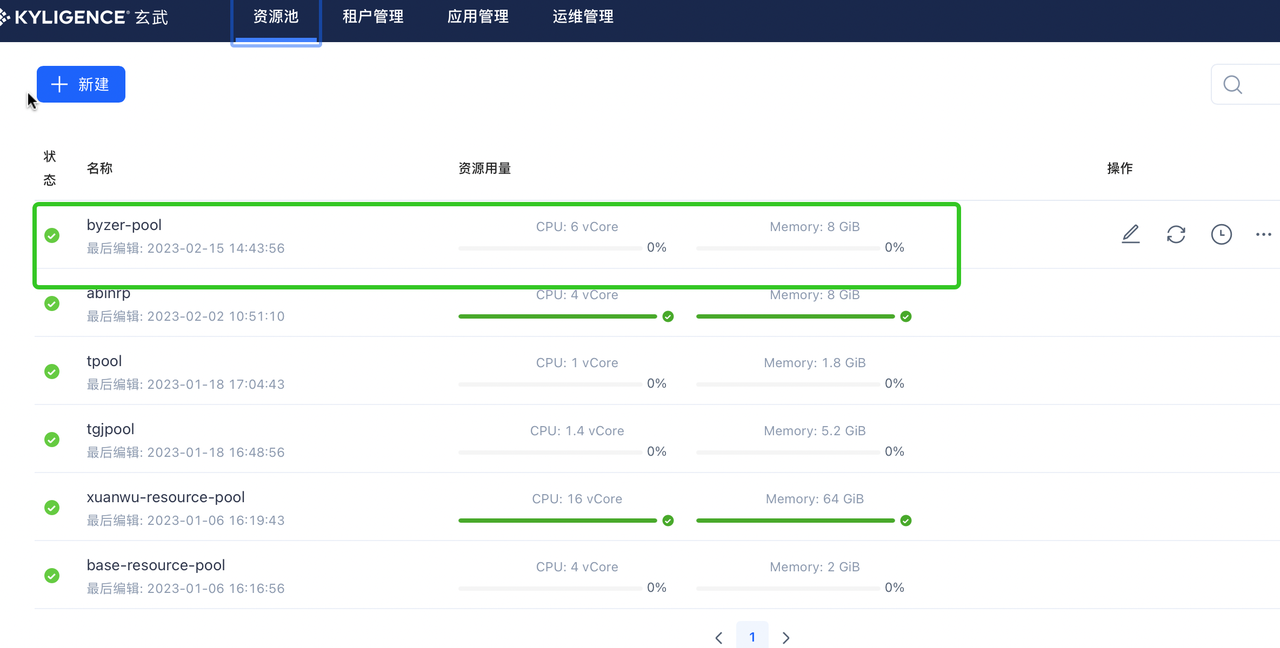 KYLIGENCE® 玄武 资源池 租户管理 应用管理 运维管理
新建
状态 名称 资源用量 操作
byzer-pool CPU: 6 vCore Memory: 8 GiB
最后编辑: 2023-02-15 14:43:56 0% 0%
abinrp CPU: 4 vCore Memory: 8 GiB
最后编辑: 2023-02-02 10:51:10
tpool CPU: 1 vCore Memory: 1.8 GiB
最后编辑: 2023-01-18 17:04:43 0% 0%
tgjpool CPU: 1.4 vCore Memory: 5.2 GiB
最后编辑: 2023-01-18 16:48:56 0% 0%
xuanwu-resource-pool CPU: 16 vCore Memory: 64 GiB
最后编辑: 2023-01-06 16:19:43
base-resource-pool CPU: 4 vCore Memory: 2 GiB
最后编辑: 2023-01-06 16:16:56 0% 0%
1